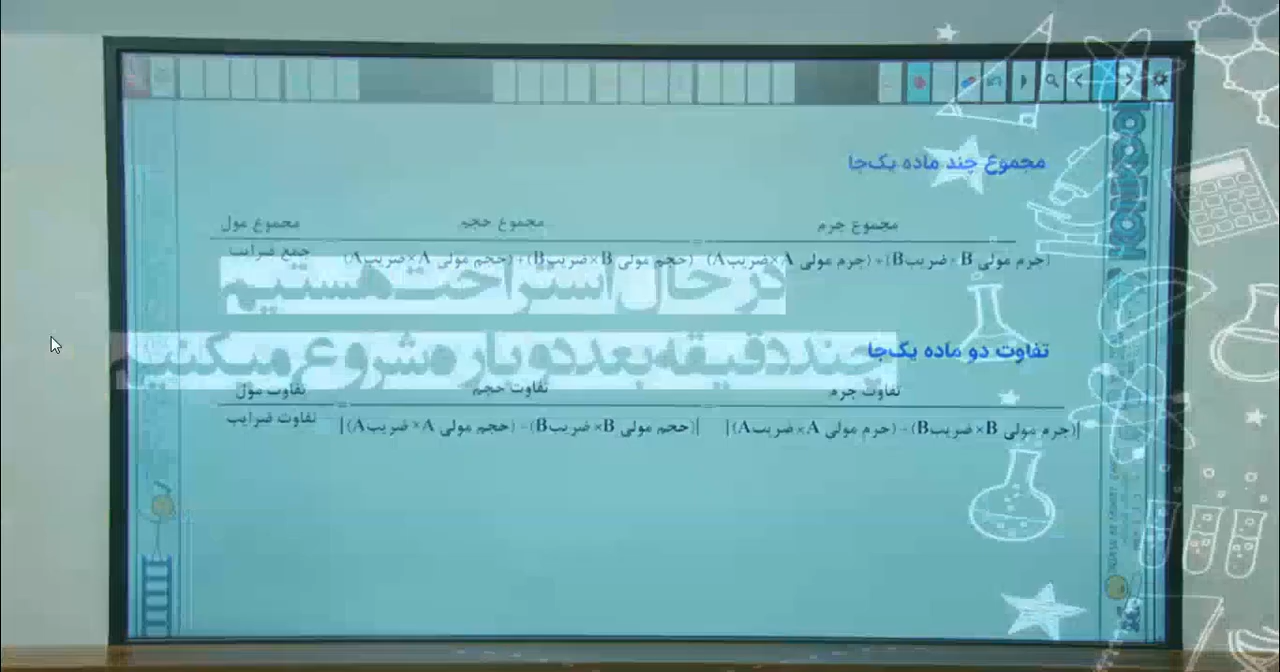 مجموع چند ماده یک‌جا
مجموع جرم = مجموع حجم = مجموع مول
(جرم مولی B × ضریب B) + (جرم مولی A × ضریب A) (حجم مولی B × ضریب B) + (حجم مولی A × ضریب A) جمع ضرایب
در حال استراحت هستیم
چند دقیقه بعد دوباره شروع میکنیم
تفاوت دو ماده یک‌جا
تفاوت جرم = تفاوت حجم = تفاوت مول
|(جرم مولی B × ضریب B) - (جرم مولی A × ضریب A)| |(حجم مولی B × ضریب B) - (حجم مولی A × ضریب A)| تفاوت ضرایب